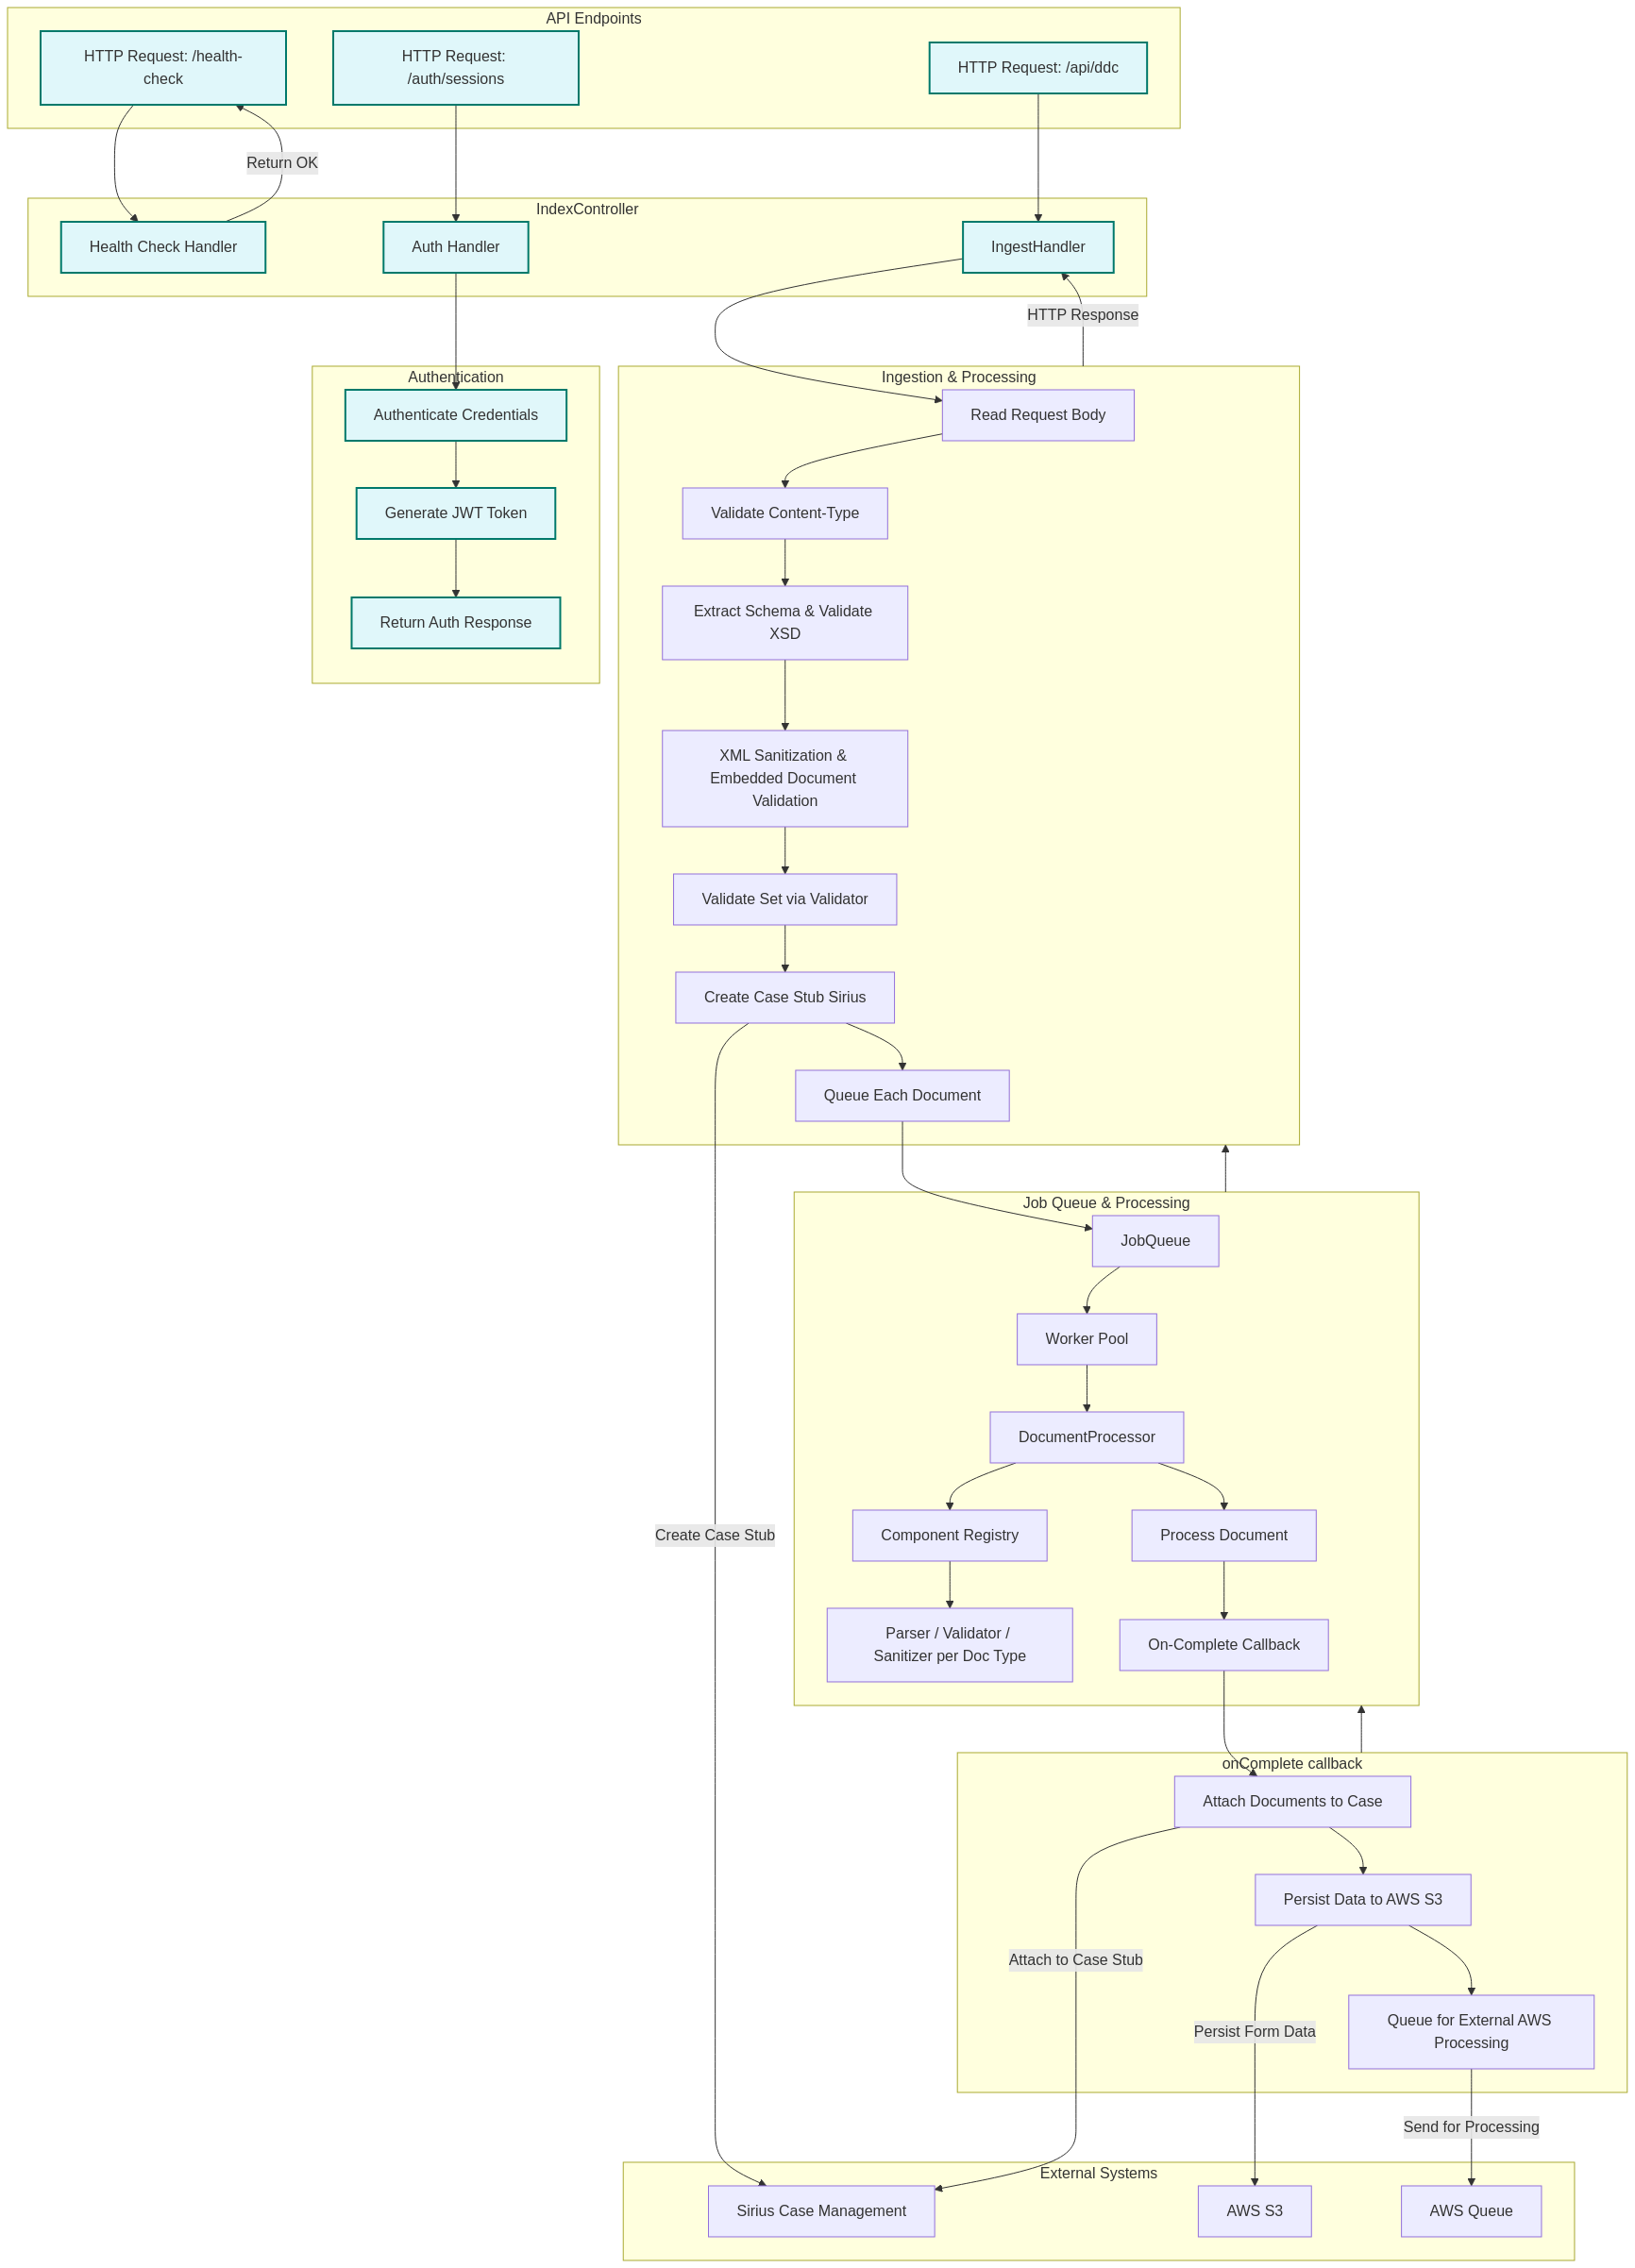 API Endpoints
HTTP Request: /health-
check
HTTP Request:
/auth/sessions
HTTP Request: /api/ddc
Return OK
IndexController
Health Check Handler
Auth Handler
IngestHandler
HTTP Response
Authentication
Authenticate Credentials
Generate JWT Token
Return Auth Response
Ingestion & Processing
Read Request Body
Validate Content-Type
Extract Schema & Validate
XSD
XML Sanitization &
Embedded Document
Validation
Validate Set via Validator
Create Case Stub Sirius
Queue Each Document
Job Queue & Processing
JobQueue
Worker Pool
DocumentProcessor
Component Registry
Process Document
Create Case Stub
Parser / Validator /
Sanitizer per Doc Type
On-Complete Callback
onComplete callback
Attach Documents to Case
Persist Data to AWS S3
Attach to Case Stub
Persist Form Data
Queue for External AWS
Processing
Send for Processing
External Systems
Sirius Case Management
AWS S3
AWS Queue